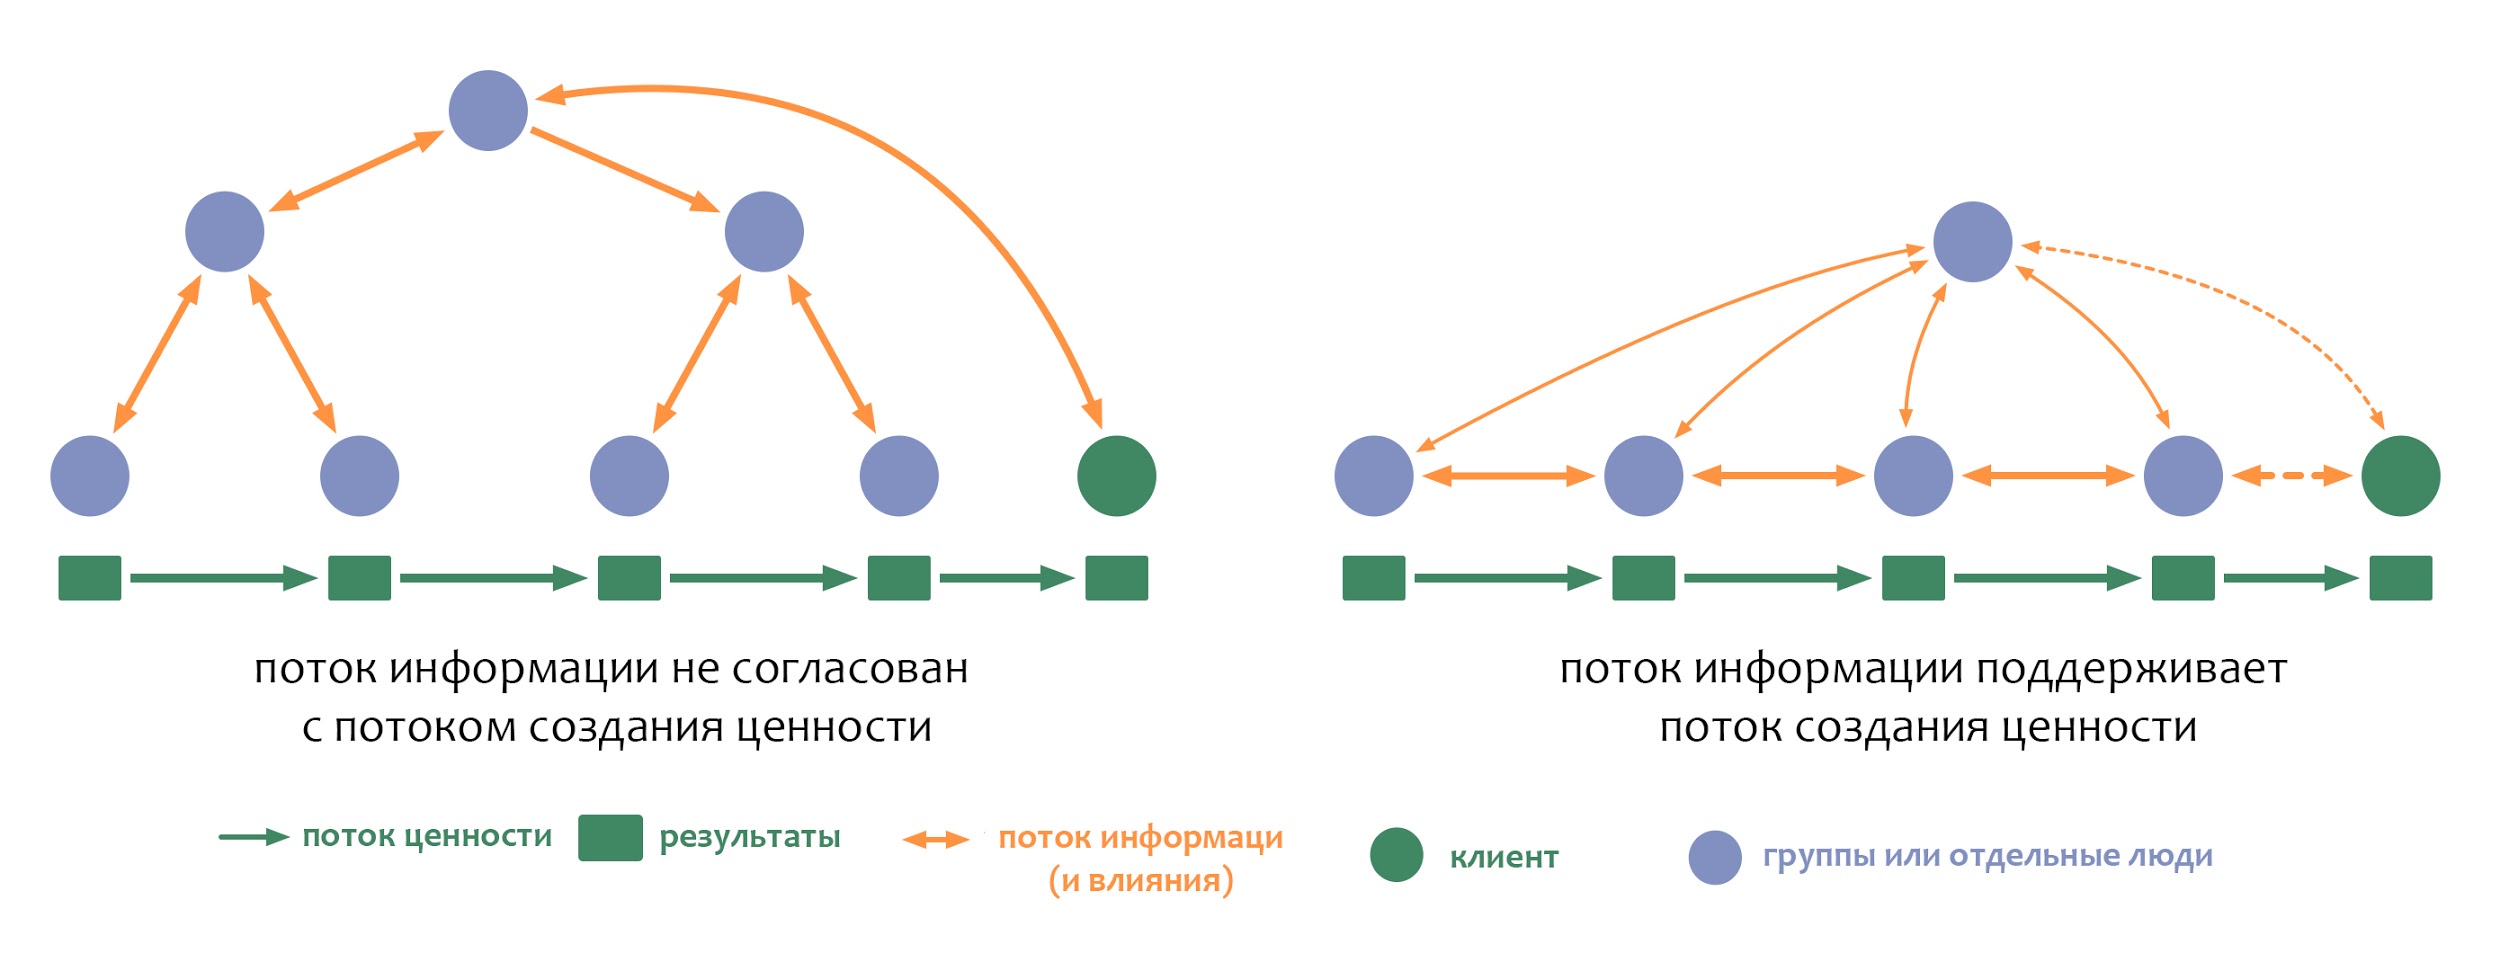 поток информации не согласован
с потоком создания ценности
поток информации поддерживает
поток создания ценности
поток ценности
результаты
поток информаци
(и влияния)
клиент
группы или отдельные люди